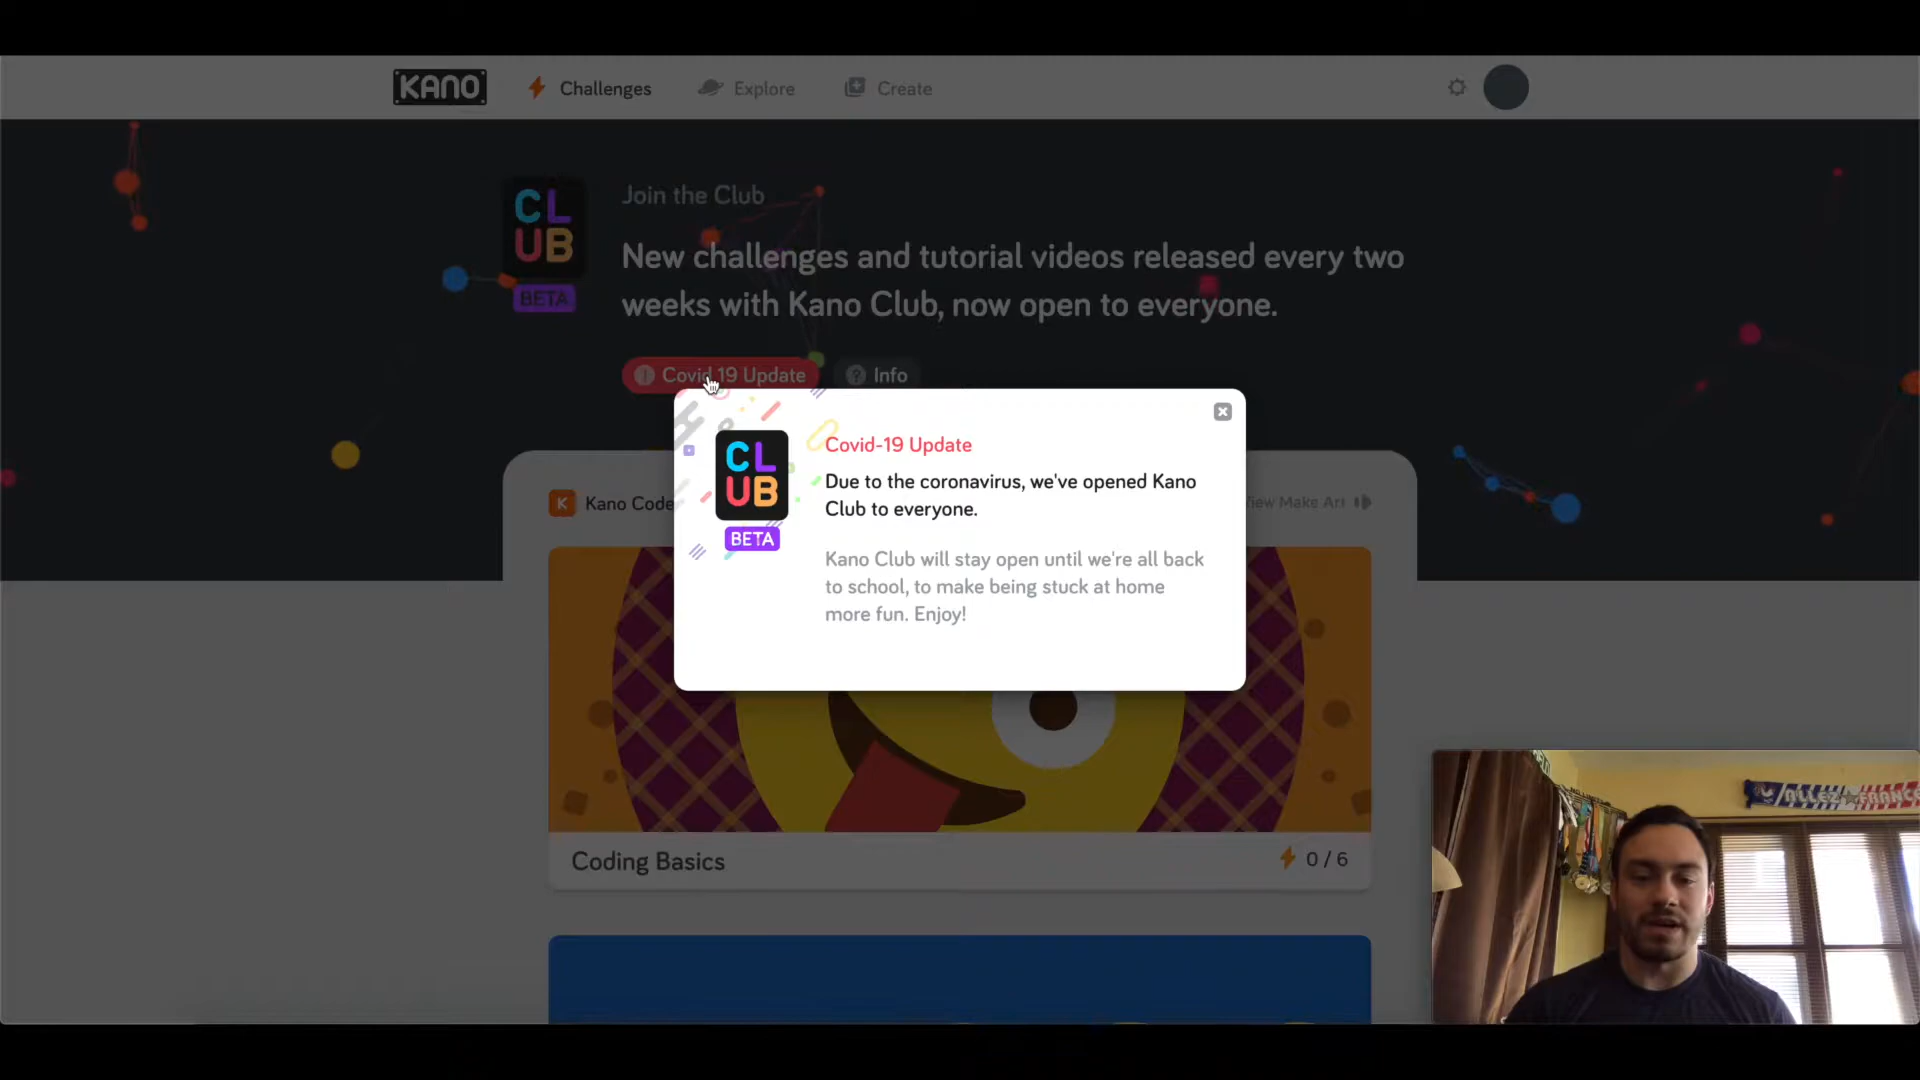 KANO
Challenges
Explore
Create
CL
UB
BETA
Join the Club
New challenges and tutorial videos released every two
weeks with Kano Club, now open to everyone.
Covid 19 Update
Info
CL
UB
BETA
Covid-19 Update
Due to the coronavirus, we've opened Kano
Club to everyone.
Kano Club will stay open until we're all back
to school, to make being stuck at home
more fun. Enjoy!
K
Kano Code
View Make Art
Coding Basics
0 / 6
ALLEZ FRANCE